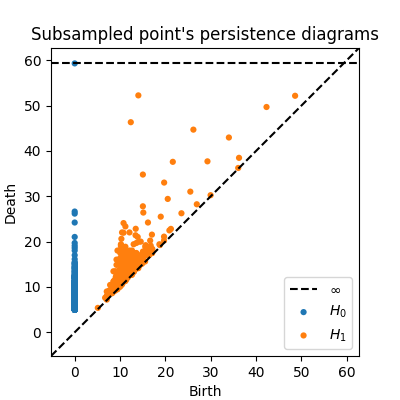 Subsampled point's persistence diagrams
60
50
40
30
20
10
0
Death
∞
H0
H1
0 10 20 30 40 50 60
Birth